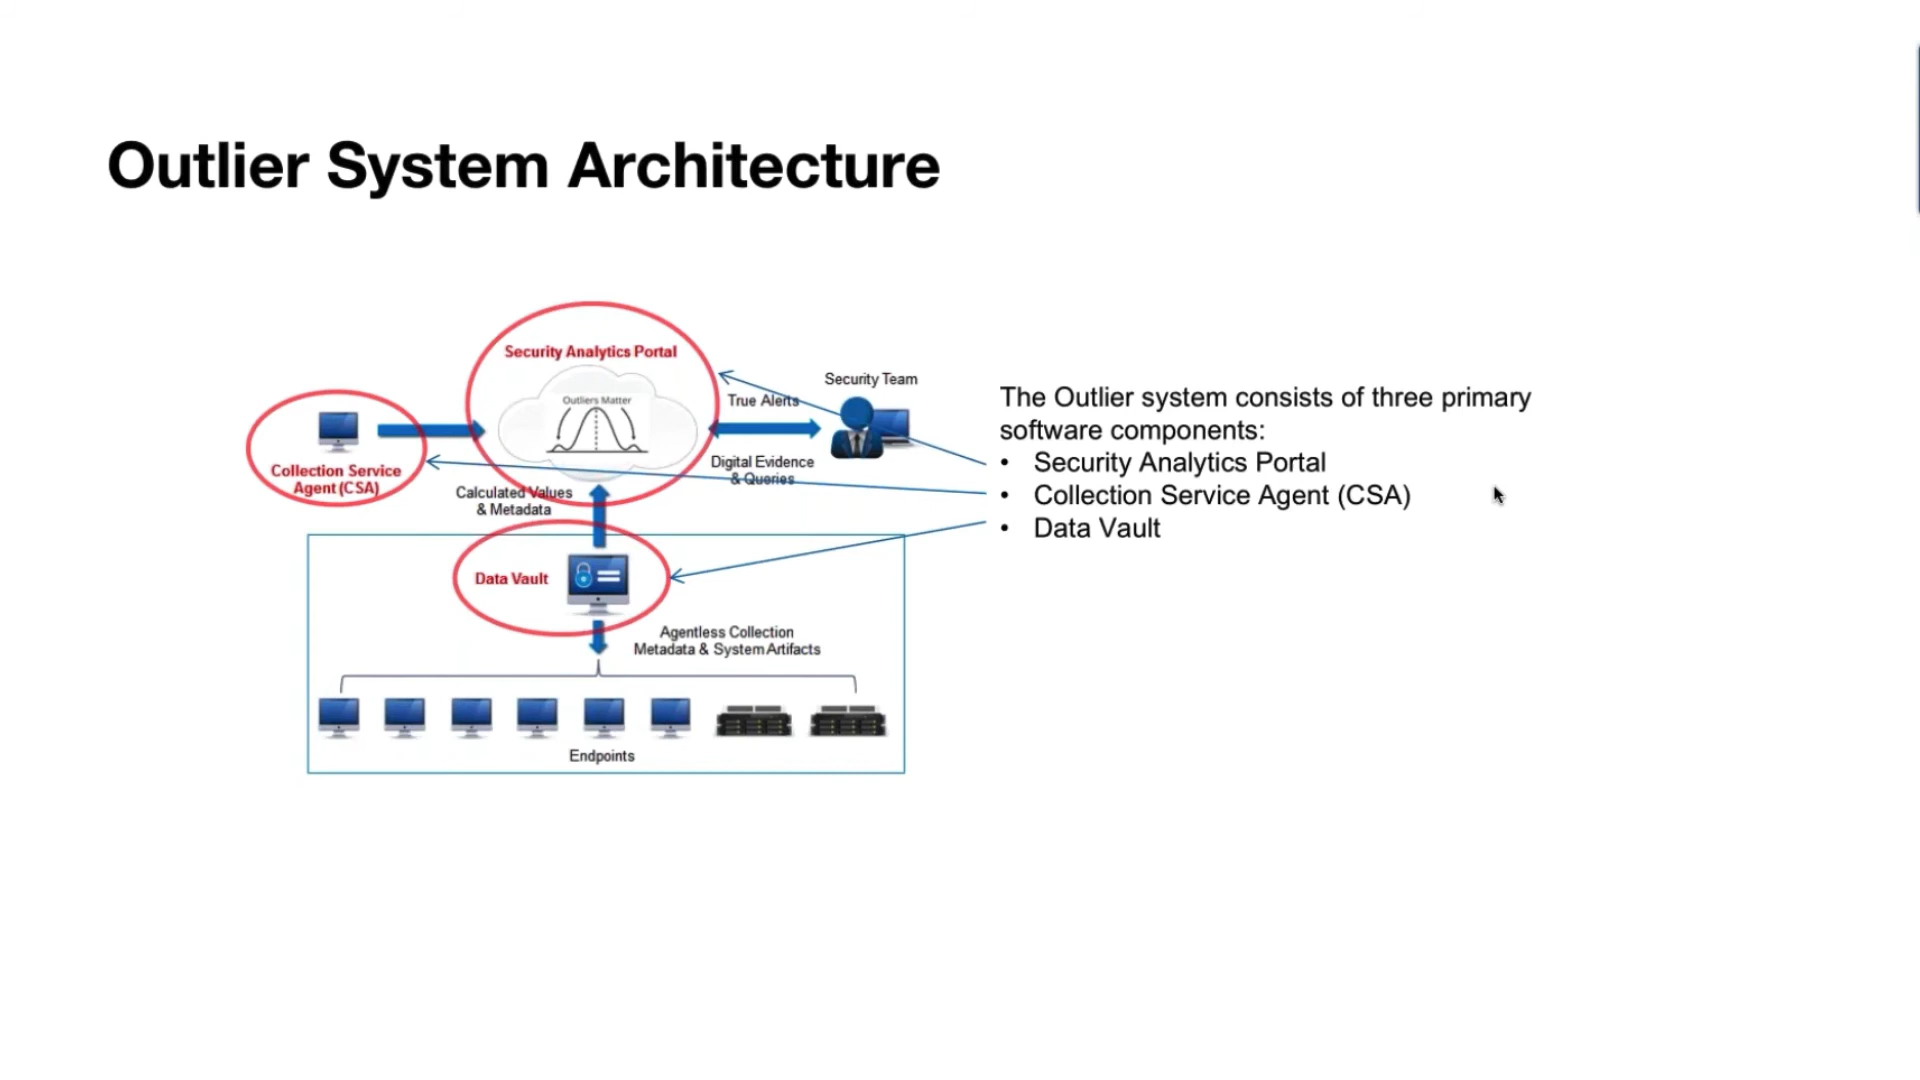 Outlier System Architecture
Security Analytics Portal
Outliers Matter
Collection Service
Agent (CSA)
Security Team
True Alerts
Digital Evidence
& Queries
Calculated Values
& Metadata
Data Vault
Agentless Collection
Metadata & System Artifacts
Endpoints
The Outlier system consists of three primary
software components:
• Security Analytics Portal
• Collection Service Agent (CSA)
• Data Vault